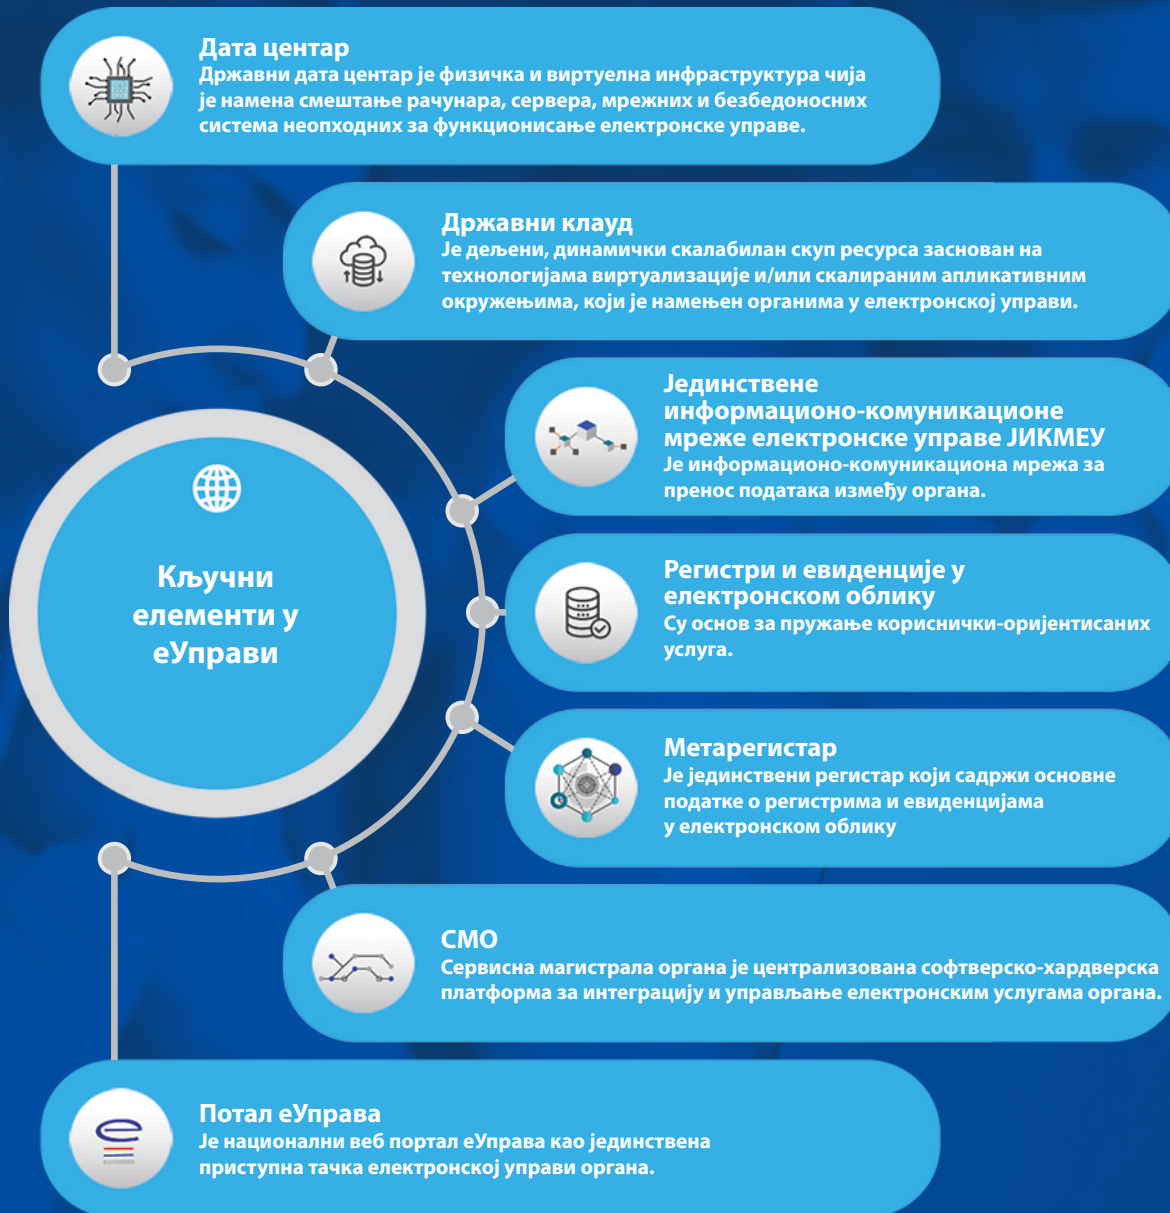 Дата центар
Државни дата центар је физичка и виртуелна инфраструктура чија
је намена смештање рачунара, сервера, мрежних и безбедоносних
система неопходних за функционисање електронске управе.
Државни клауд
Је дељени, динамички скалабилан скуп ресурса заснован на
технологијама виртуализације и/или скалираним апликативним
окружењима, који је намењен органима у електронској управи.
Јединствене
информационо-комуникационе
мреже електронске управе ЈИКМЕУ
Је информационо-комуникациона мрежа за
пренос података између органа.
Кључни
елементи у
еУправи
Регистри и евиденције у
електронском облику
Су основ за пружање кориснички-оријентисаних
услуга.
Метарегистар
Је јединствени регистар који садржи основне
податке о регистрима и евиденцијама
у електронском облику
СМО
Сервисна магистрала органа је централизована софтверско-хардверска
платформа за интеграцију и управљање електронским услугама органа.
Потал еУправа
Је национални веб портал еУправа као јединствена
приступна тачка електронској управи органа.